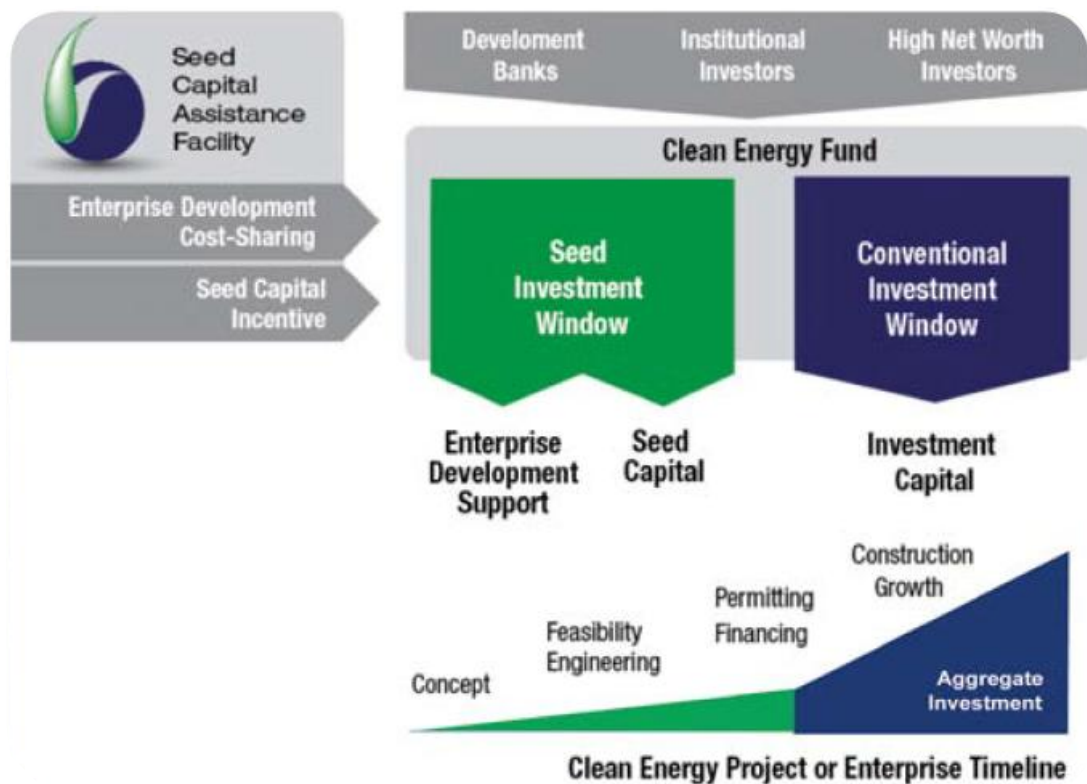 Seed
Capital
Assistance
Facility
Enterprise Development
Cost-Sharing
Seed Capital
Incentive
Develoment
Banks
Institutional
Investors
High Net Worth
Investors
Clean Energy Fund
Seed
Investment
Window
Conventional
Investment
Window
Enterprise
Development
Support
Seed
Capital
Investment
Capital
Concept
Feasibility
Engineering
Permitting
Financing
Construction
Growth
Aggregate
Investment
Clean Energy Project or Enterprise Timeline